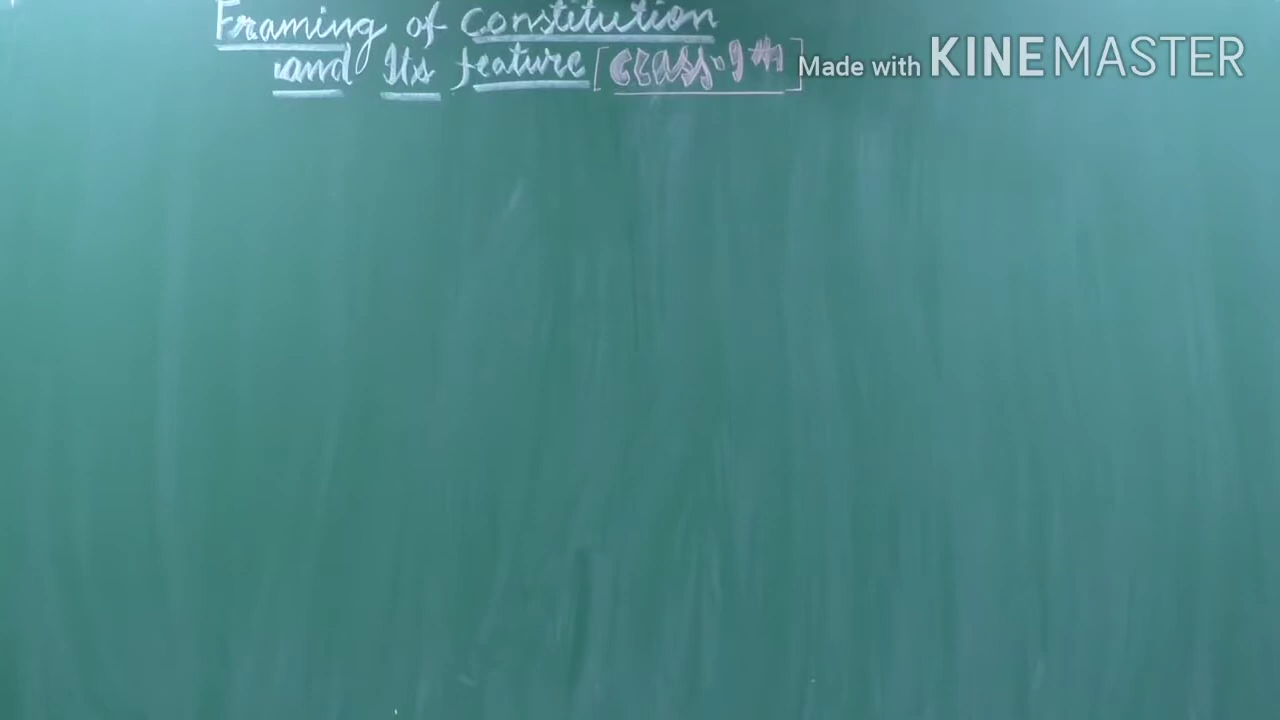 Framing of Constitution
and Its feature [Class-9th]
Made with KINEMASTER